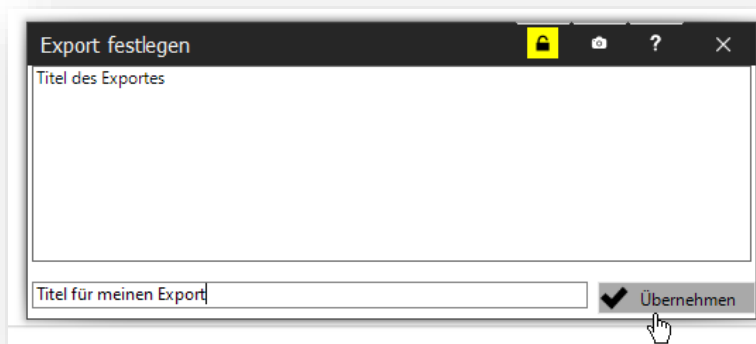 Export festlegen
?
Titel des Exportes
Titel für meinen Export
Übernehmen